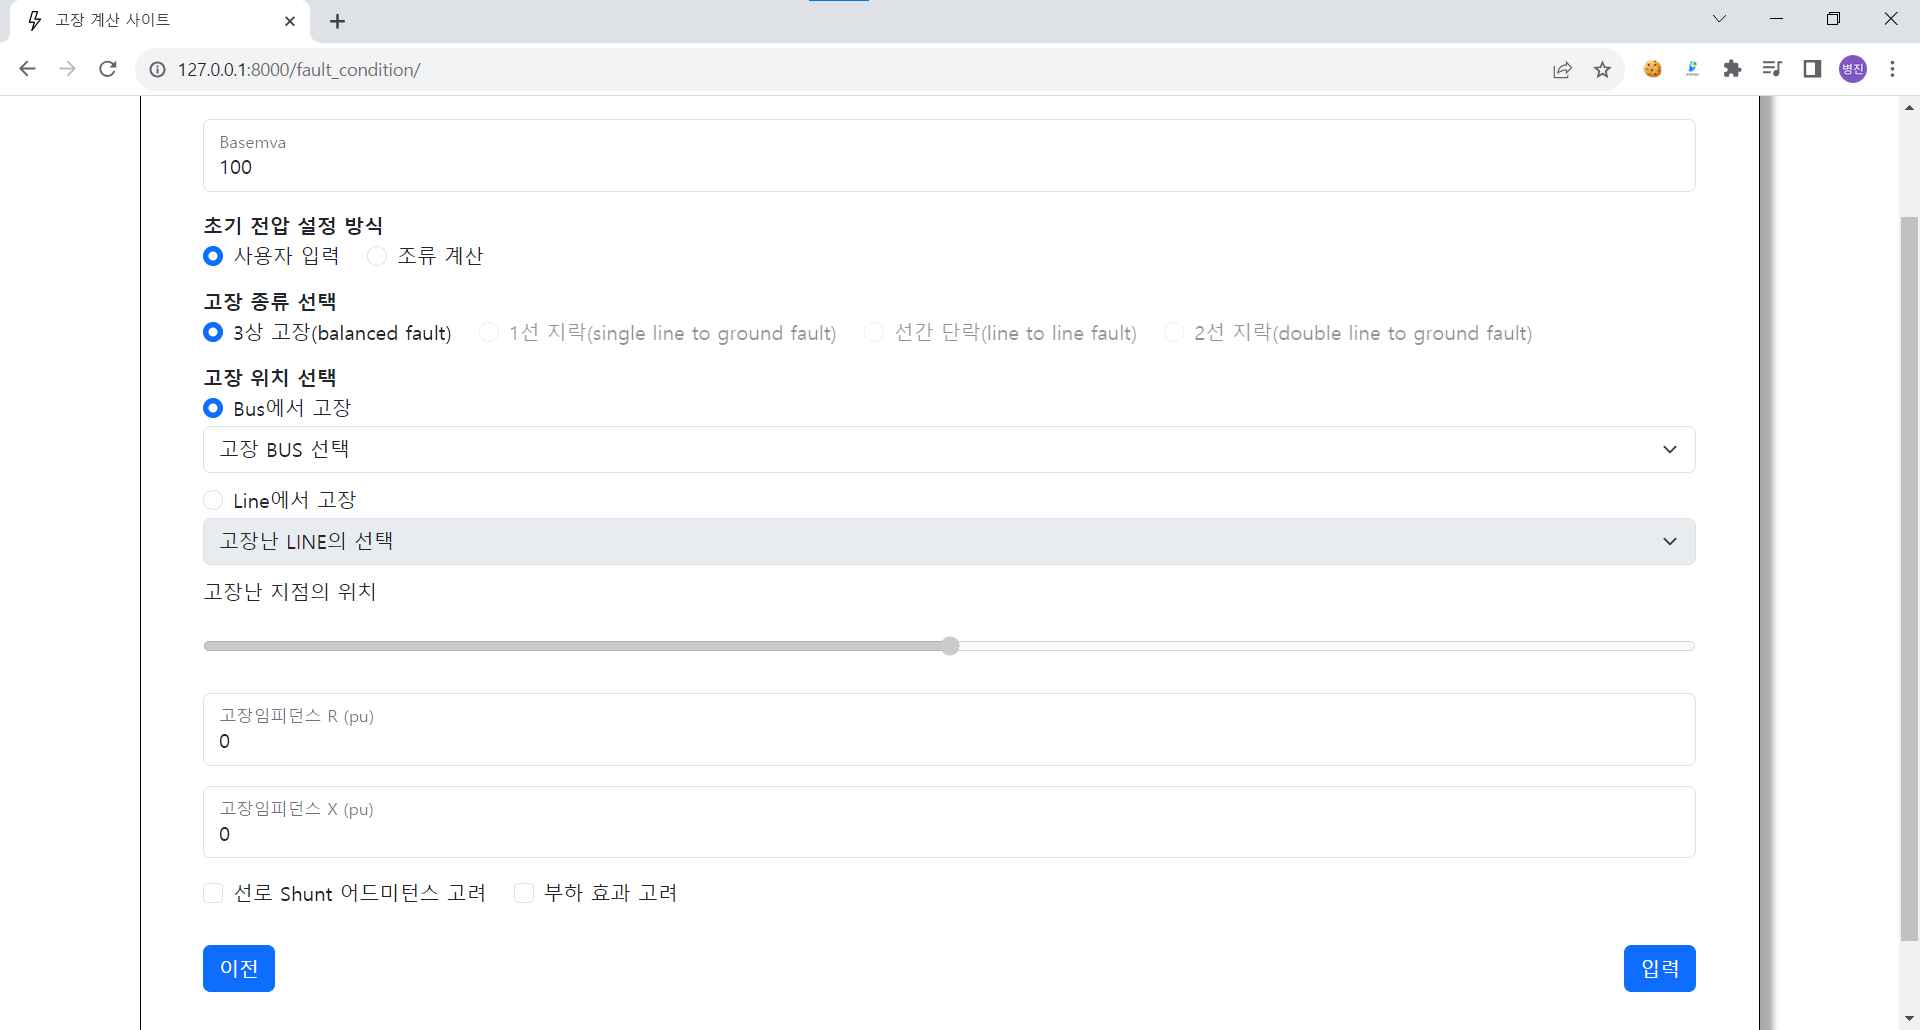 고장 계산 사이트
127.0.0.1:8000/fault_condition/
병진
Basemva
100
초기 전압 설정 방식
사용자 입력 조류 계산
고장 종류 선택
3상 고장(balanced fault) 1선 지락(single line to ground fault) 선간 단락(line to line fault) 2선 지락(double line to ground fault)
고장 위치 선택
Bus에서 고장
고장 BUS 선택
Line에서 고장
고장난 LINE의 선택
고장난 지점의 위치
고장임피던스 R (pu)
0
고장임피던스 X (pu)
0
선로 Shunt 어드미턴스 고려 부하 효과 고려
이전 입력